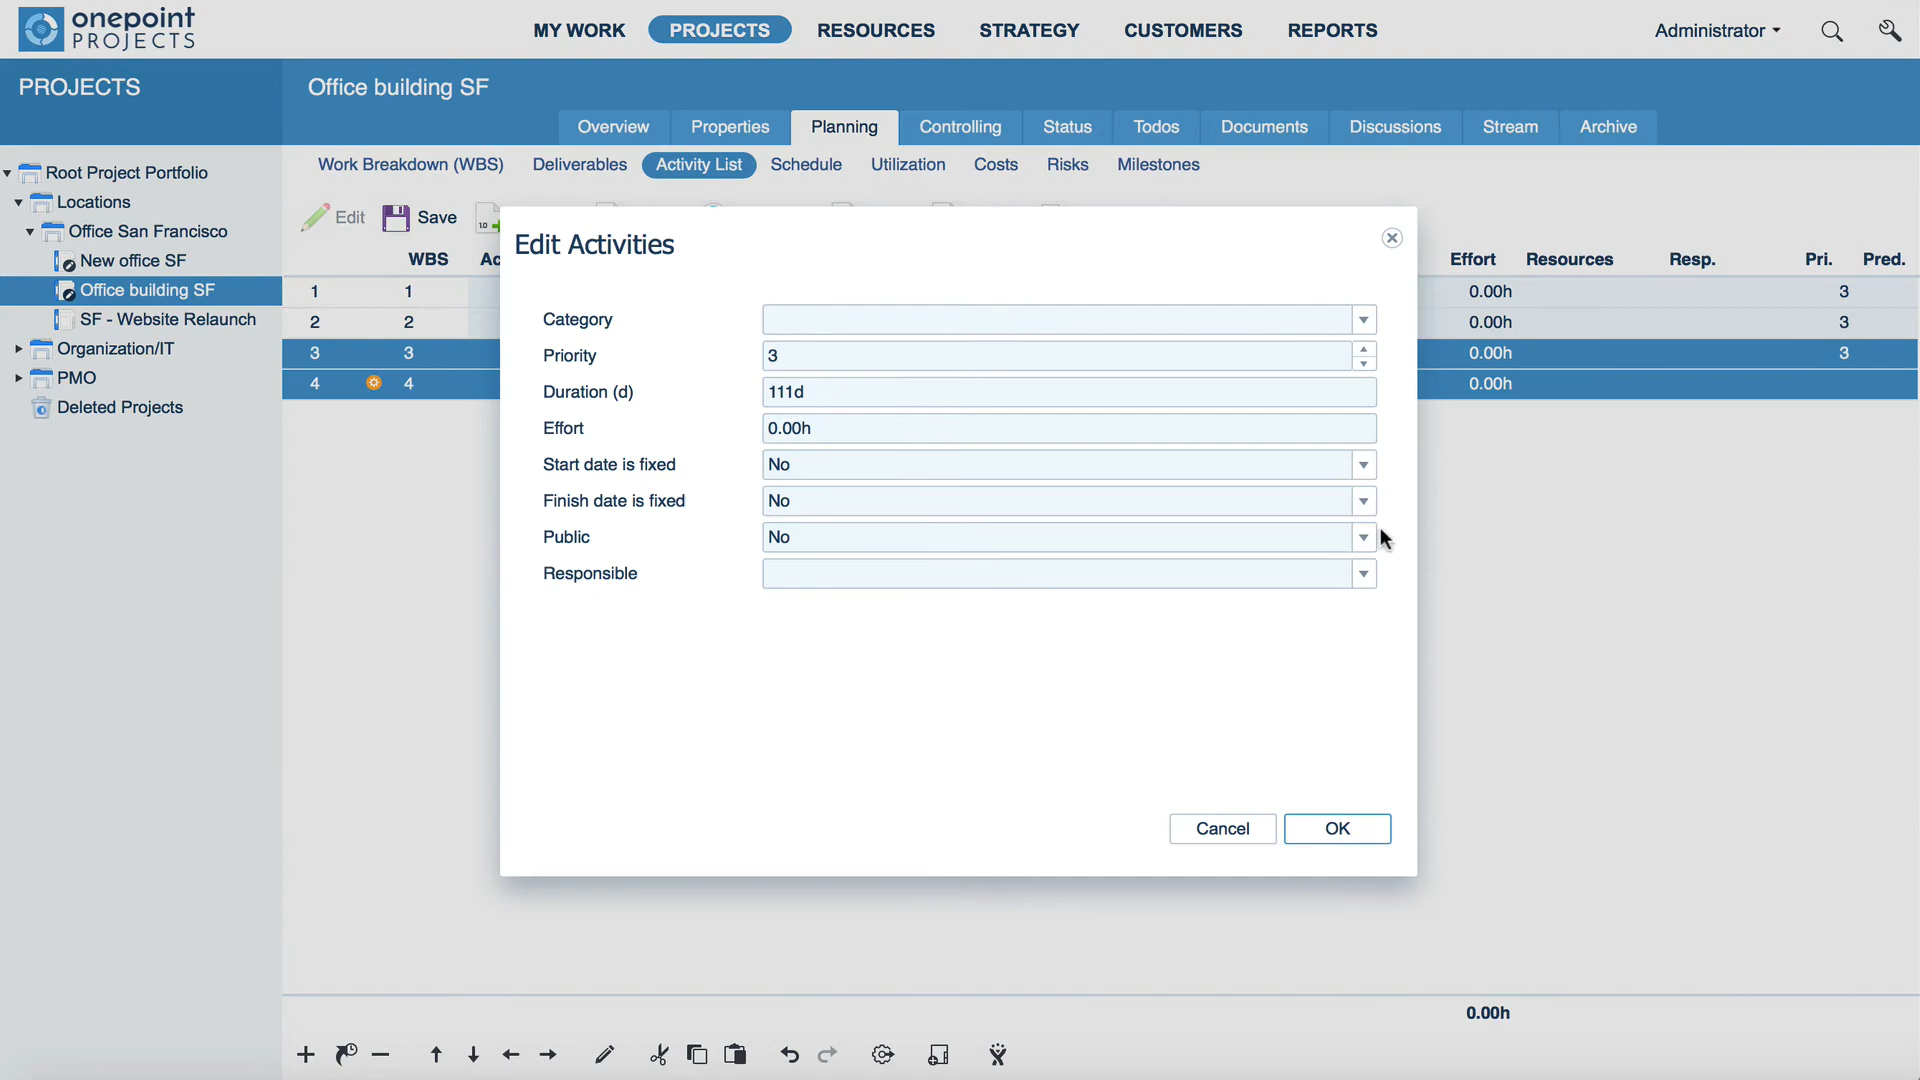 onepoint
PROJECTS
MY WORK PROJECTS RESOURCES STRATEGY CUSTOMERS REPORTS
Administrator
PROJECTS
Office building SF
Overview Properties Planning Controlling Status Todos Documents Discussions Stream Archive
Work Breakdown (WBS) Deliverables Activity List Schedule Utilization Costs Risks Milestones
Root Project Portfolio
Locations
Office San Francisco
New office SF
Office building SF
SF - Website Relaunch
Organization/IT
PMO
Deleted Projects
Edit Save
WBS Ac Effort Resources Resp. Pri. Pred.
1 1 0.00h 3
2 2 0.00h 3
3 3 0.00h 3
4 4 0.00h
Edit Activities
Category
Priority 3
Duration (d) 111d
Effort 0.00h
Start date is fixed No
Finish date is fixed No
Public No
Responsible
Cancel OK
0.00h